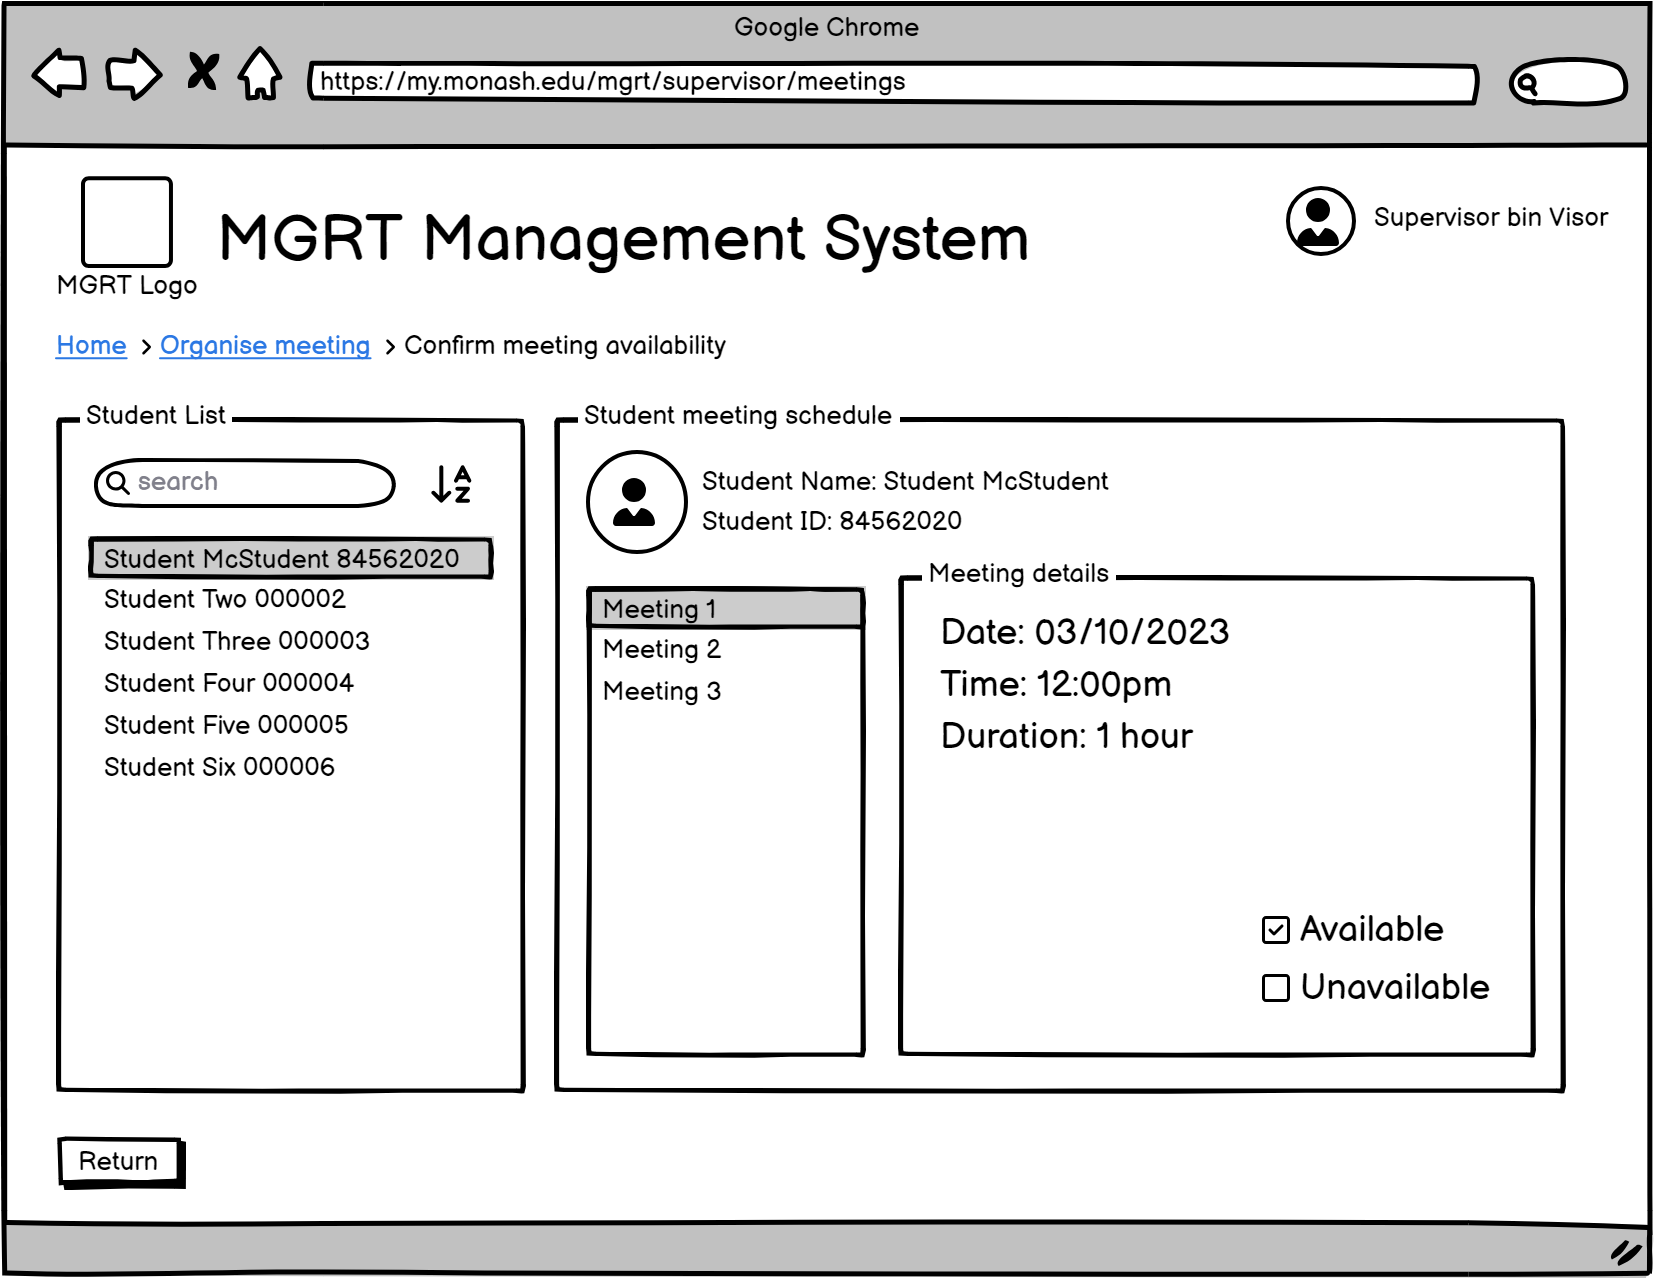 Google Chrome
https://my.monash.edu/mgrt/supervisor/meetings
MGRT Logo
MGRT Management System
Supervisor bin Visor
Home > Organise meeting > Confirm meeting availability
Student List
search
A
Z
Student McStudent 84562020
Student Two 000002
Student Three 000003
Student Four 000004
Student Five 000005
Student Six 000006
Student meeting schedule
Student Name: Student McStudent
Student ID: 84562020
Meeting 1
Meeting 2
Meeting 3
Meeting details
Date: 03/10/2023
Time: 12:00pm
Duration: 1 hour
Available
Unavailable
Return